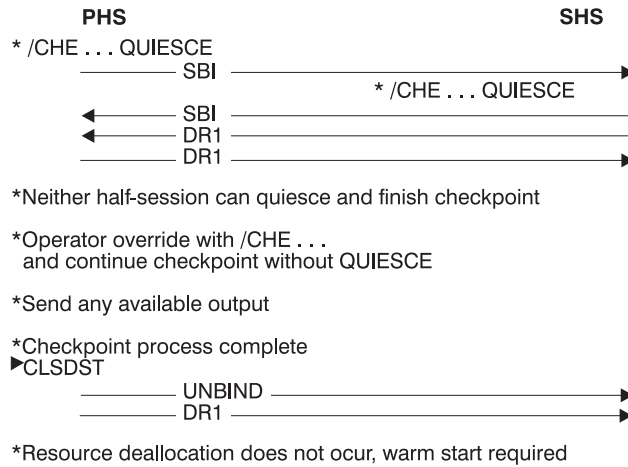 PHS SHS
* /CHE . . . QUIESCE
SBI
* /CHE . . . QUIESCE
SBI
DR1
DR1
*Neither half-session can quiesce and finish checkpoint
*Operator override with /CHE . . .
and continue checkpoint without QUIESCE
*Send any available output
*Checkpoint process complete
CLSDST
UNBIND
DR1
*Resource deallocation does not ocur, warm start required